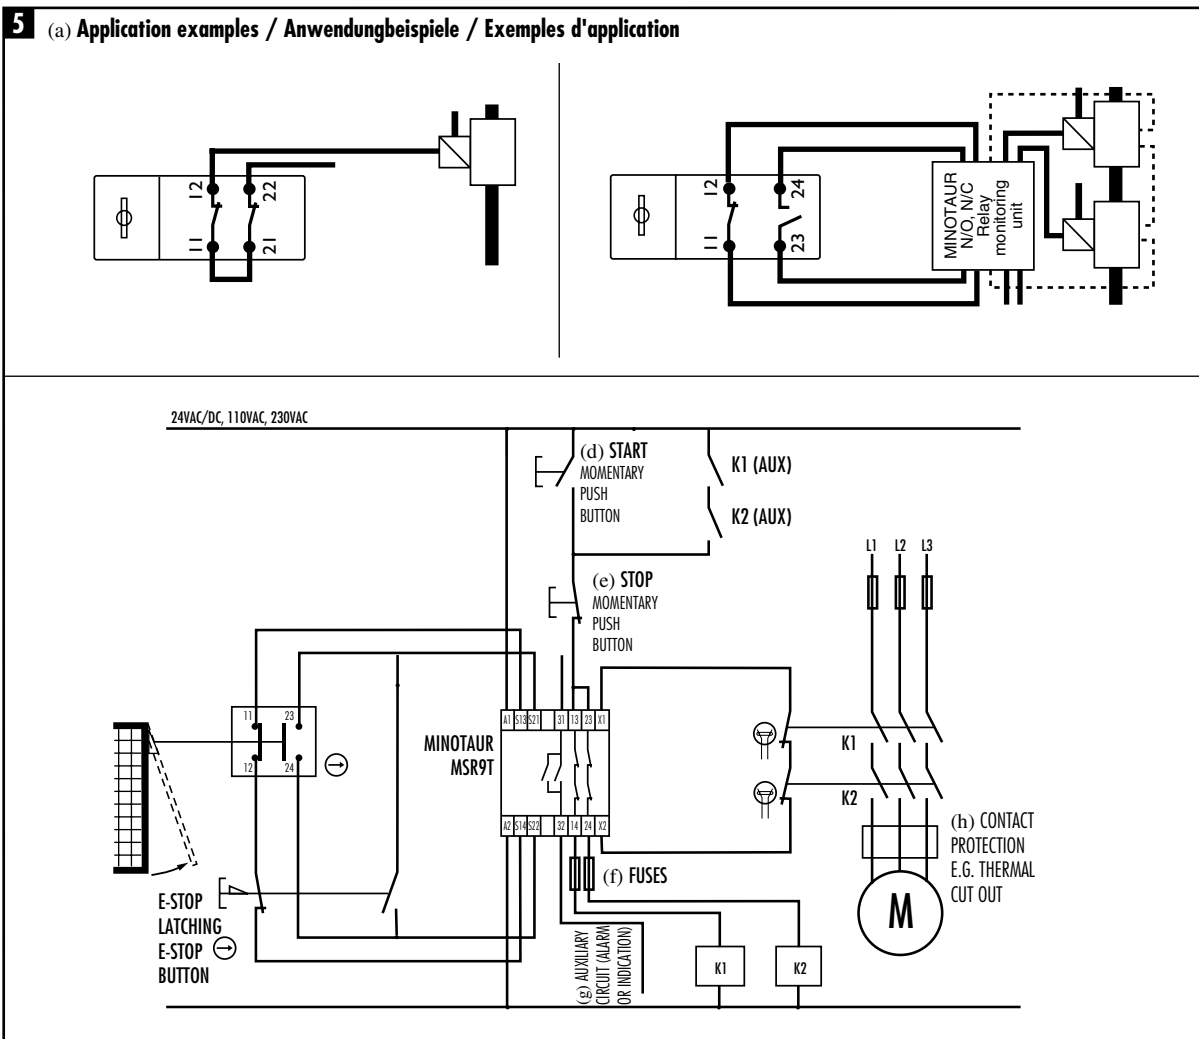 5 (a) Application examples / Anwendungbeispiele / Exemples d'application
12
22
11
21
12
24
11
23
MINOTAUR
N/O, N/C
Relay
monitoring
unit
24VAC/DC, 110VAC, 230VAC
(d) START
MOMENTARY
PUSH
BUTTON
K1 (AUX)
K2 (AUX)
(e) STOP
MOMENTARY
PUSH
BUTTON
L1 L2 L3
11 23
12 24
MINOTAUR
MSR9T
A1 S13 S21 31 13 23 X1
A2 S14 S22 32 14 24 X2
K1
K2
(f) FUSES
(h) CONTACT
PROTECTION
E.G. THERMAL
CUT OUT
M
E-STOP
LATCHING
E-STOP
BUTTON
(g) AUXILIARY
CIRCUIT (ALARM
OR INDICATION)
K1 K2